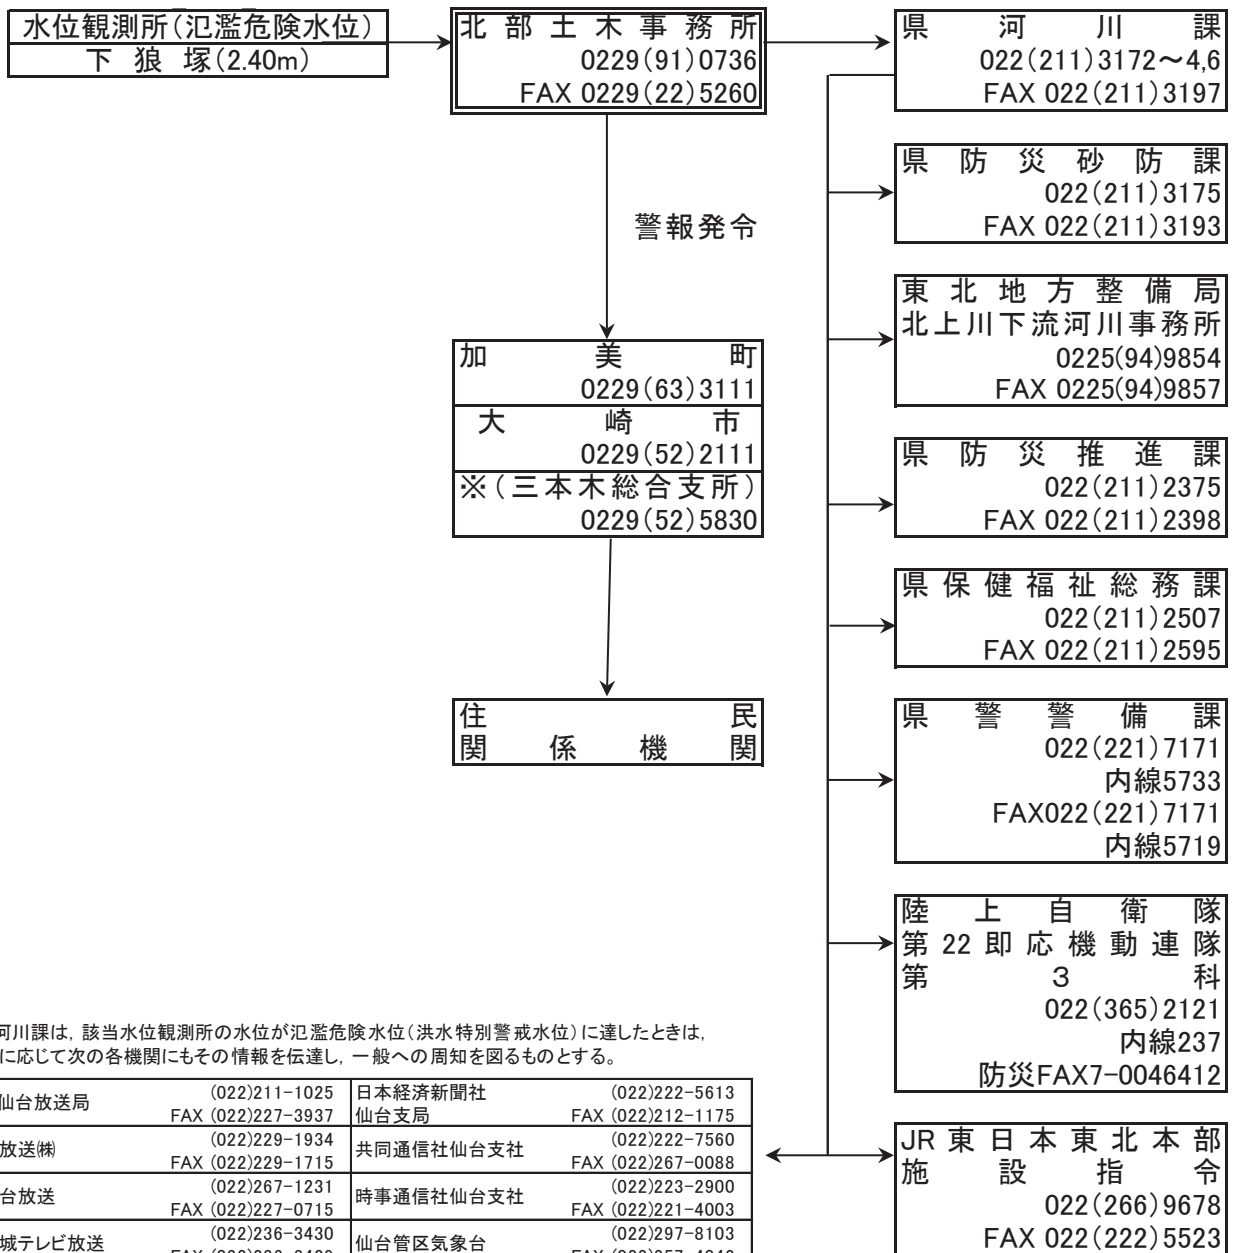 水位観測所(氾濫危険水位)
下狼塚(2.40m)
北部土木事務所
0229(91)0736
FAX 0229(22)5260
警報発令
加美町
0229(63)3111
大崎市
0229(52)2111
※(三本木総合支所)
0229(52)5830
住民
関係機関
県河川課
022(211)3172～4,6
FAX 022(211)3197
県防災砂防課
022(211)3175
FAX 022(211)3193
東北地方整備局
北上川下流河川事務所
0225(94)9854
FAX 0225(94)9857
県防災推進課
022(211)2375
FAX 022(211)2398
県保健福祉総務課
022(211)2507
FAX 022(211)2595
県警警備課
022(221)7171
内線5733
FAX022(221)7171
内線5719
陸上自衛隊
第22即応機動連隊
第3科
022(365)2121
内線237
防災FAX7-0046412
JR東日本東北本部
施設指令
022(266)9678
FAX 022(222)5523
河川課は，該当水位観測所の水位が氾濫危険水位(洪水特別警戒水位)に達したときは，
に応じて次の各機関にもその情報を伝達し，一般への周知を図るものとする。
仙台放送局 (022)211-1025 FAX (022)227-3937
日本経済新聞社 仙台支局 (022)222-5613 FAX (022)212-1175
放送㈱ (022)229-1934 FAX (022)229-1715
共同通信社仙台支社 (022)222-7560 FAX (022)267-0088
台放送 (022)267-1231 FAX (022)227-0715
時事通信社仙台支社 (022)223-2900 FAX (022)221-4003
城テレビ放送 (022)236-3430
仙台管区気象台 (022)297-8103